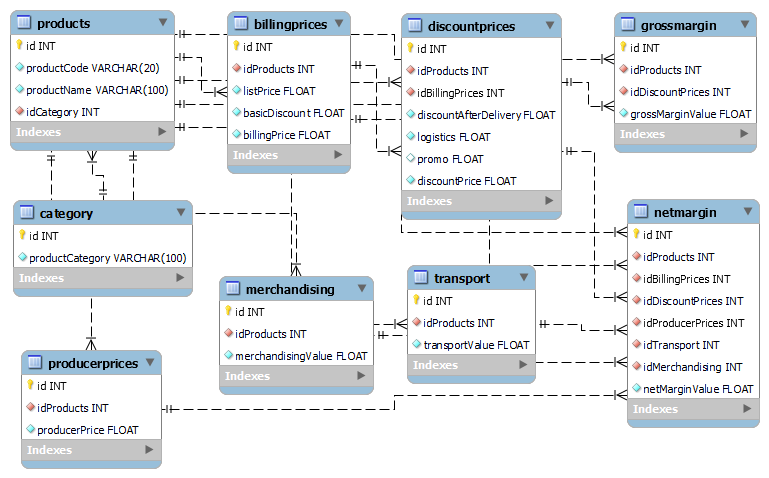 products
id INT
productCode VARCHAR(20)
productName VARCHAR(100)
idCategory INT
Indexes
billingprices
id INT
idProducts INT
listPrice FLOAT
basicDiscount FLOAT
billingPrice FLOAT
Indexes
discountprices
id INT
idProducts INT
idBillingPrices INT
discountAfterDelivery FLOAT
logistics FLOAT
promo FLOAT
discountPrice FLOAT
Indexes
grossmargin
id INT
idProducts INT
idDiscountPrices INT
grossMarginValue FLOAT
Indexes
category
id INT
productCategory VARCHAR(100)
Indexes
merchandising
id INT
idProducts INT
merchandisingValue FLOAT
Indexes
transport
id INT
idProducts INT
transportValue FLOAT
Indexes
netmargin
id INT
idProducts INT
idBillingPrices INT
idDiscountPrices INT
idProducerPrices INT
idTransport INT
idMerchandising INT
netMarginValue FLOAT
Indexes
producerprices
id INT
idProducts INT
producerPrice FLOAT
Indexes